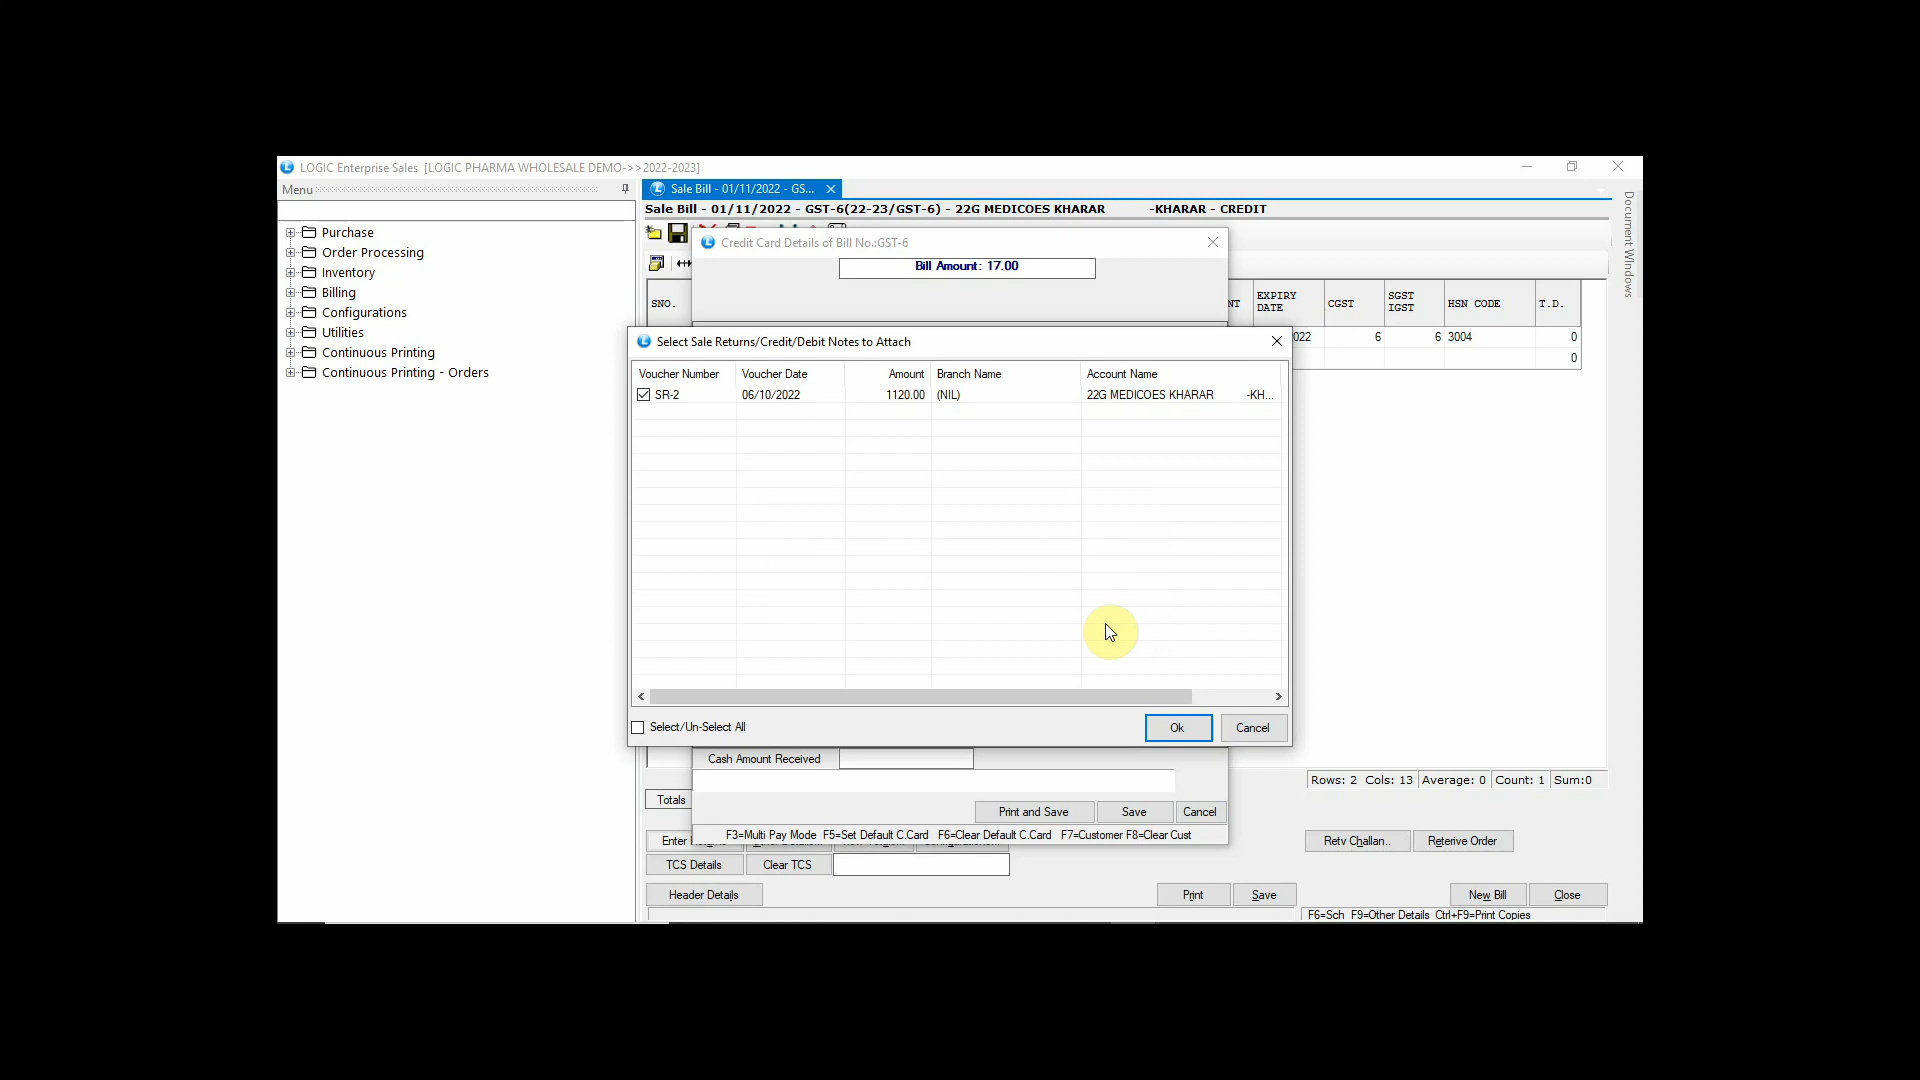 LOGIC Enterprise Sales [LOGIC PHARMA WHOLESALE DEMO->>2022-2023]
Menu
Purchase
Order Processing
Inventory
Billing
Configurations
Utilities
Continuous Printing
Continuous Printing - Orders
Sale Bill - 01/11/2022 - GS...
Sale Bill - 01/11/2022 - GST-6(22-23/GST-6) - 22G MEDICOES KHARAR -KHARAR - CREDIT
Document Windows
Credit Card Details of Bill No.:GST-6
Bill Amount: 17.00
SNO. NT EXPIRY DATE CGST SGST IGST HSN CODE T.D.
022 6 6 3004 0
0
Select Sale Returns/Credit/Debit Notes to Attach
Voucher Number Voucher Date Amount Branch Name Account Name
SR-2 06/10/2022 1120.00 (NIL) 22G MEDICOES KHARAR -KH...
Select/Un-Select All
Ok Cancel
Cash Amount Received
Rows: 2 Cols: 13 Average: 0 Count: 1 Sum:0
Totals
Print and Save Save Cancel
F3=Multi Pay Mode F5=Set Default C.Card F6=Clear Default C.Card F7=Customer F8=Clear Cust
Enter
Retv Challan.. Reterive Order
TCS Details Clear TCS
Header Details Print Save New Bill Close
F6=Sch F9=Other Details Ctrl+F9=Print Copies